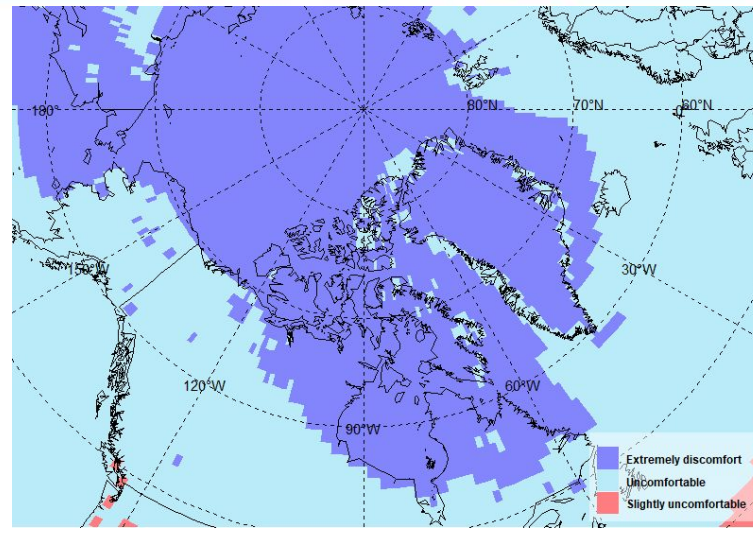 180°
80°N
70°N
60°N
150°W
30°W
120°W
60°W
90°W
Extremely discomfort
Uncomfortable
Slightly uncomfortable